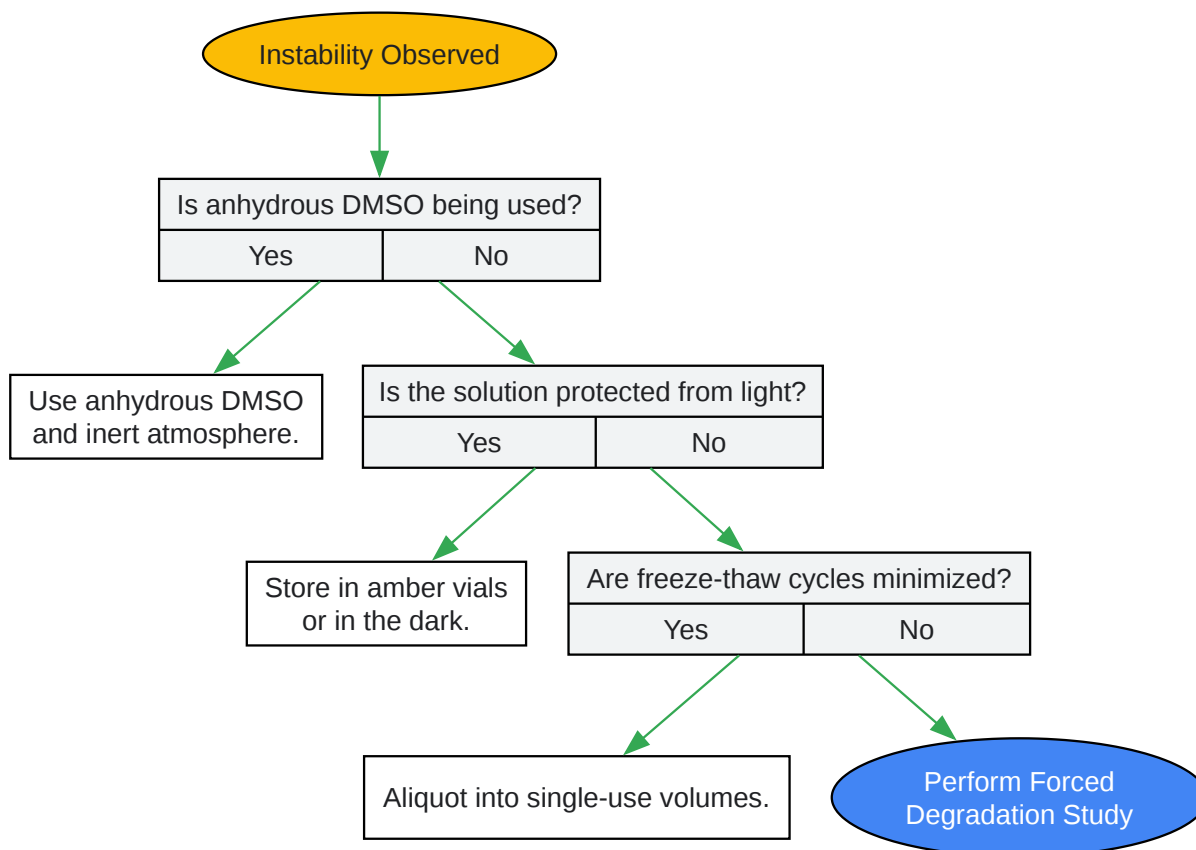 Instability Observed
Is anhydrous DMSO being used?
Yes
No
Use anhydrous DMSO
and inert atmosphere.
Is the solution protected from light?
Yes
No
Store in amber vials
or in the dark.
Are freeze-thaw cycles minimized?
Yes
No
Aliquot into single-use volumes.
Perform Forced
Degradation Study